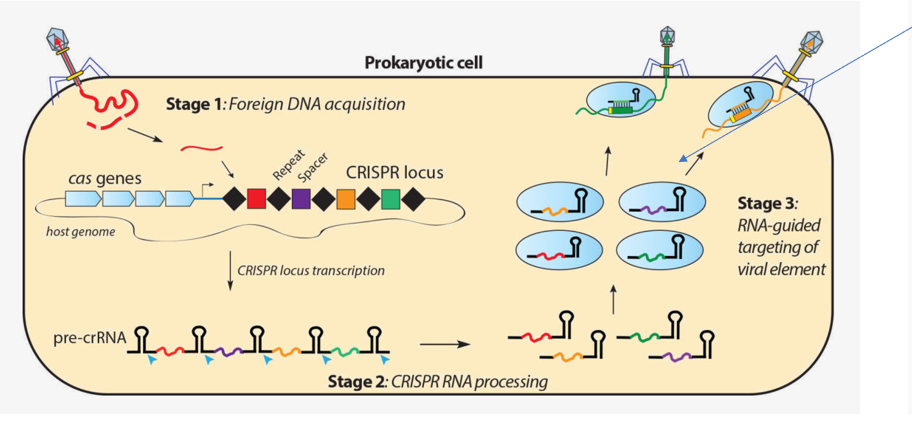 Prokaryotic cell
Stage 1: Foreign DNA acquisition
cas genes
Repeat
Spacer
CRISPR locus
host genome
CRISPR locus transcription
pre-crRNA
Stage 2: CRISPR RNA processing
Stage 3:
RNA-guided
targeting of
viral element